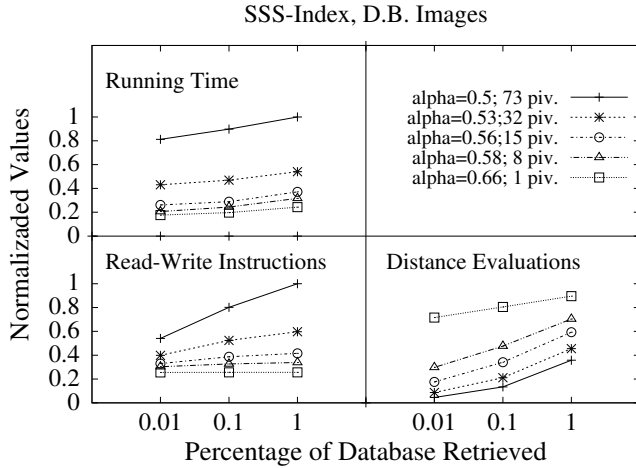 SSS-Index, D.B. Images
Normalizaded Values
Running Time
1
0.8
0.6
0.4
0.2
0
alpha=0.5; 73 piv.
alpha=0.53;32 piv.
alpha=0.56;15 piv.
alpha=0.58; 8 piv.
alpha=0.66; 1 piv.
Read-Write Instructions
1
0.8
0.6
0.4
0.2
0
Distance Evaluations
0.01 0.1 1 0.01 0.1 1
Percentage of Database Retrieved